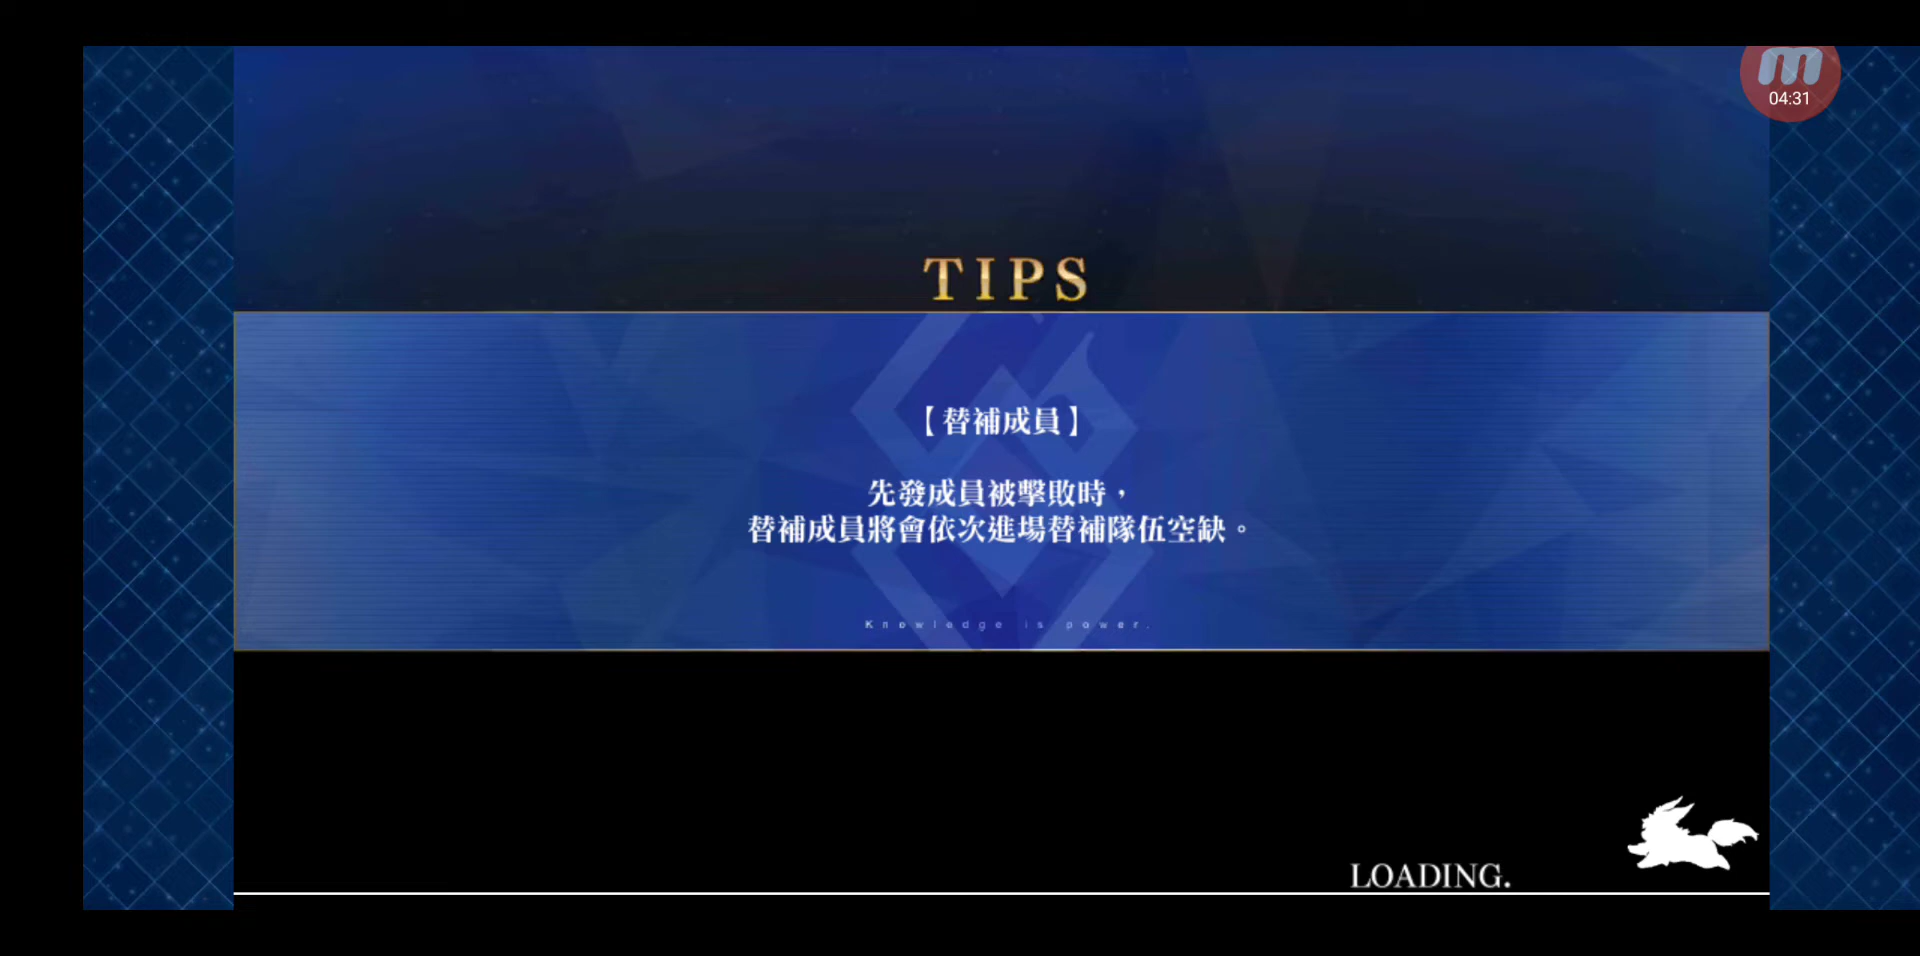 04:31
TIPS
【替補成員】
先發成員被擊敗時，
替補成員將會依次進場替補隊伍空缺。
Knowledge is power.
LOADING.